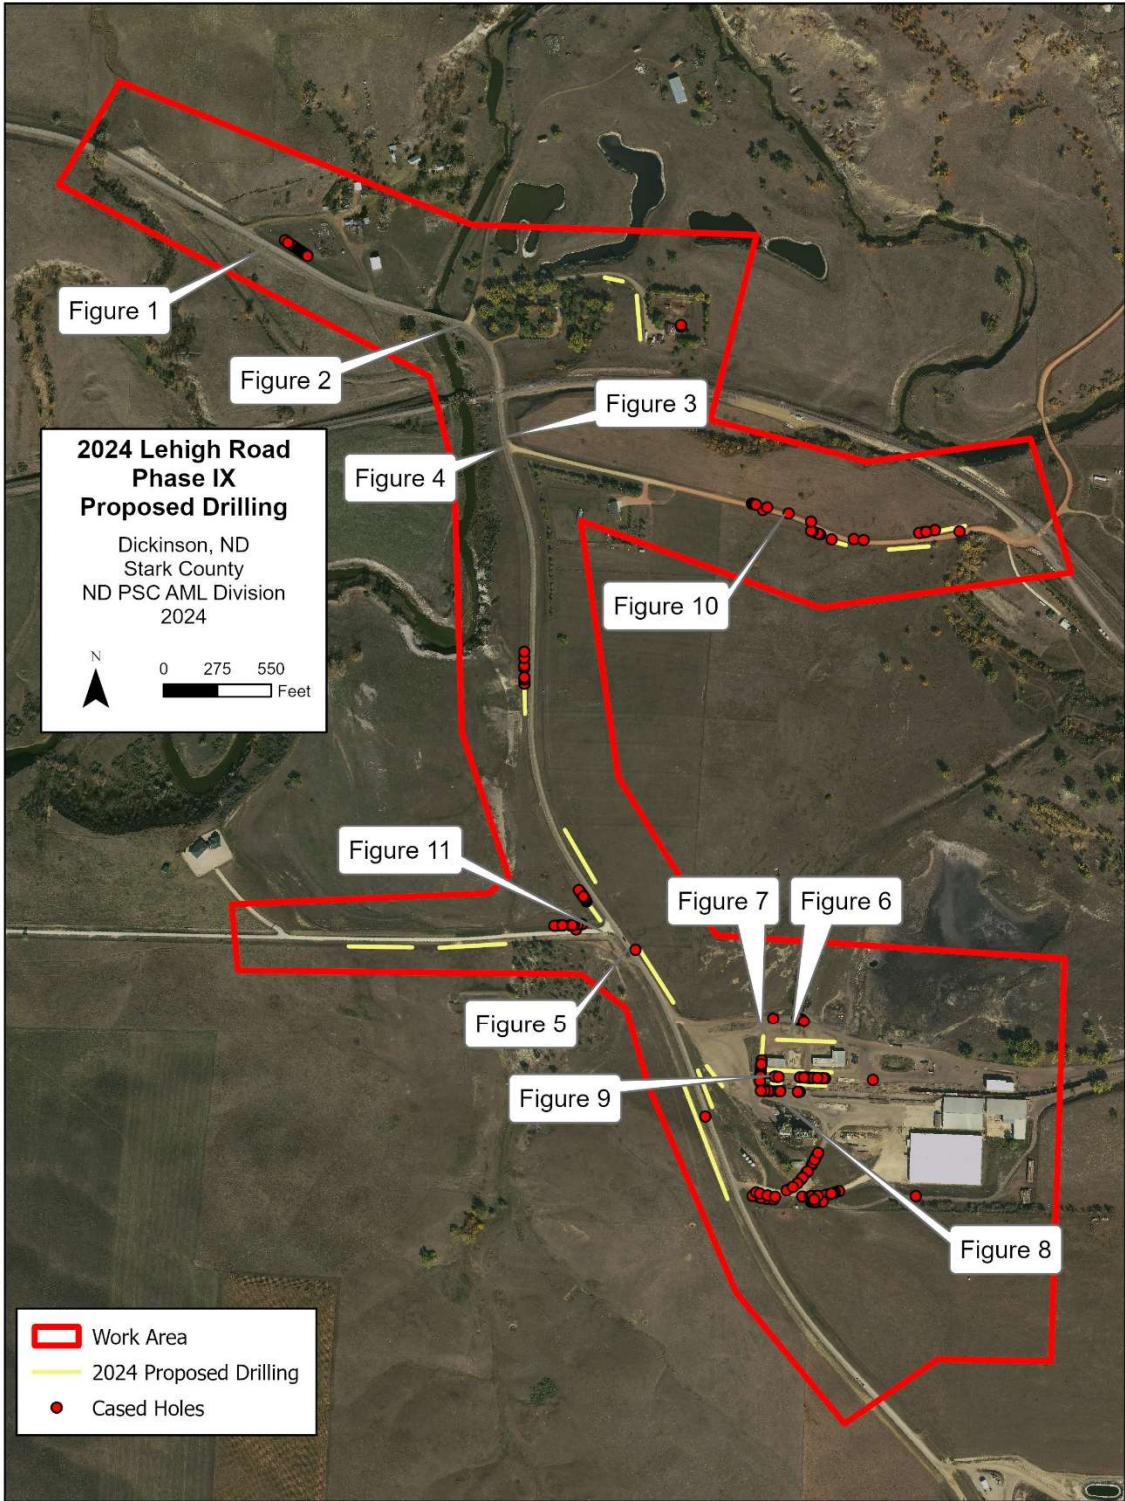 Figure 1
Figure 2
Figure 3
Figure 4
2024 Lehigh Road
Phase IX
Proposed Drilling
Dickinson, ND
Stark County
ND PSC AML Division
2024
N
0 275 550
Feet
Figure 10
Figure 11
Figure 7
Figure 6
Figure 5
Figure 9
Figure 8
Work Area
2024 Proposed Drilling
Cased Holes